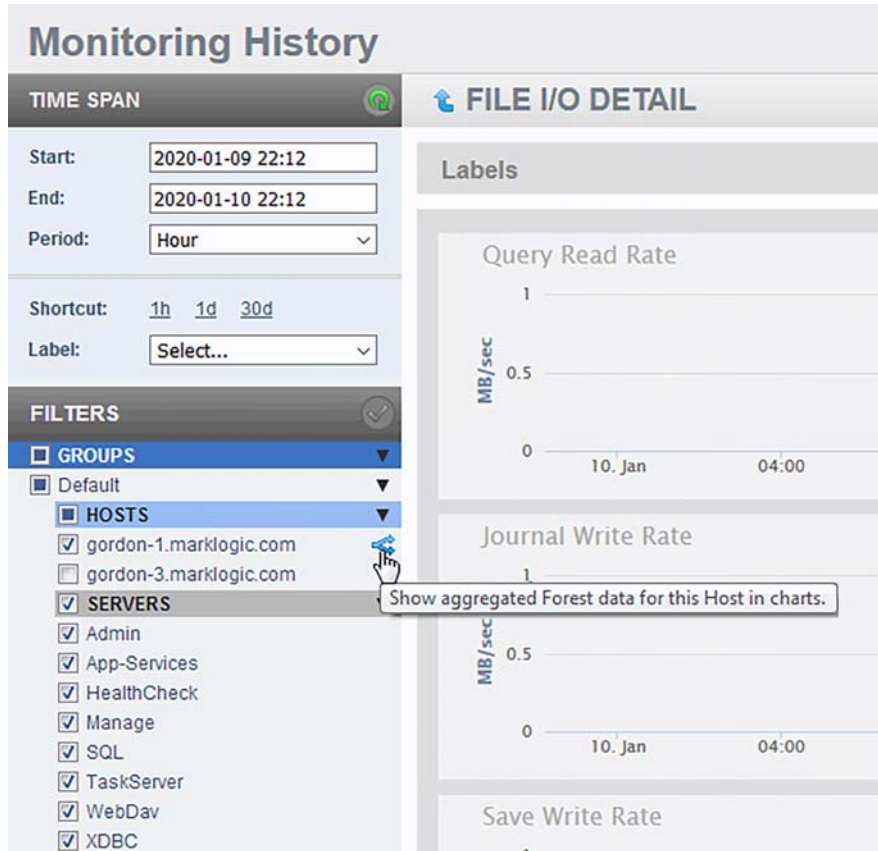 Monitoring History
TIME SPAN
Start: 2020-01-09 22:12
End: 2020-01-10 22:12
Period: Hour
Shortcut: 1h 1d 30d
Label: Select...
FILTERS
GROUPS
Default
HOSTS
gordon-1.marklogic.com
gordon-3.marklogic.com
SERVERS
Admin
App-Services
HealthCheck
Manage
SQL
TaskServer
WebDav
XDBC
FILE I/O DETAIL
Labels
Query Read Rate
MB/sec
1
0.5
0
10. Jan 04:00
Journal Write Rate
MB/sec
1
Show aggregated Forest data for this Host in charts.
0.5
0
10. Jan 04:00
Save Write Rate